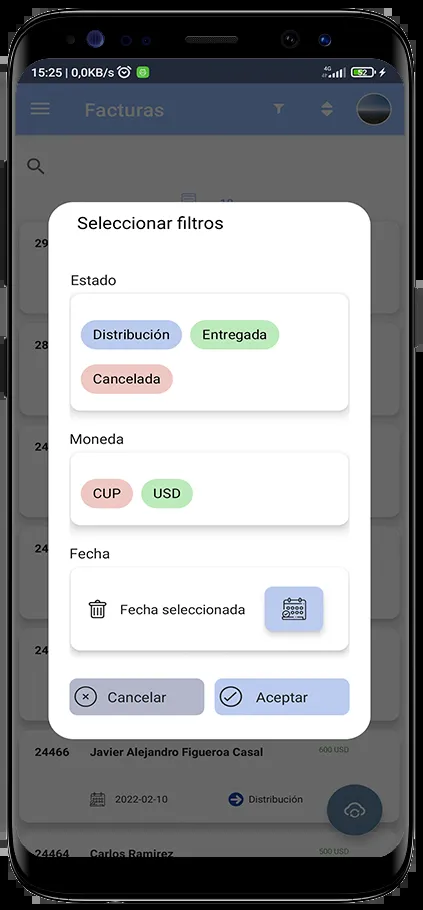 15:25 | 0,0KB/s
4G
52
Facturas
Seleccionar filtros
29
28
24
24
24
Estado
Distribución
Entregada
Cancelada
Moneda
CUP
USD
Fecha
Fecha seleccionada
Cancelar
Aceptar
24466
Javier Alejandro Figueroa Casal
600 USD
2022-02-10
Distribución
24464
Carlos Ramirez
500 USD